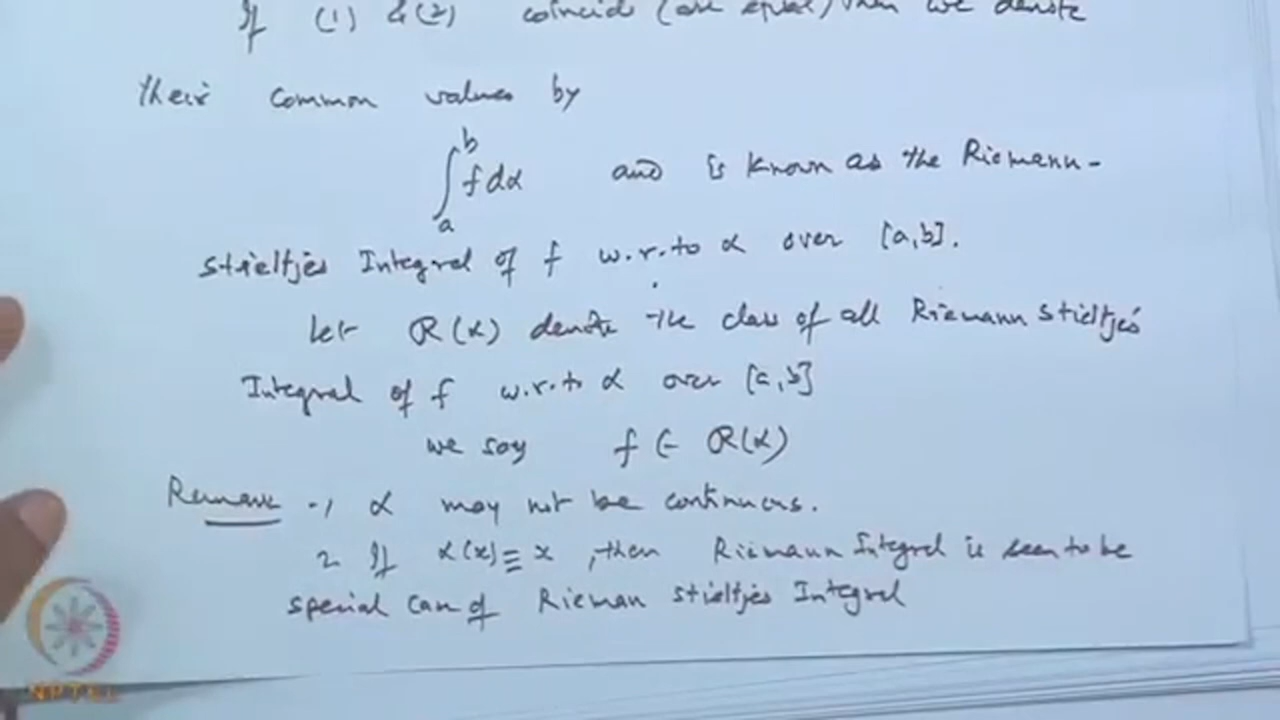 If (1) & (2) coincide (are equal) then we denote
their common values by
∫_a^b f dα and is known as the Riemann-
Stieltjes Integral of f w.r.to α over [a,b].
Let R(α) denote the class of all Riemann Stieltjes
Integral of f w.r.to α over [a,b]
we say f ∈ R(α)
Remark -1 α may not be continuous.
2 If α(x) ≡ x, then Riemann Integral is seen to be
special case of Rieman Stieltjes Integral
NPTEL